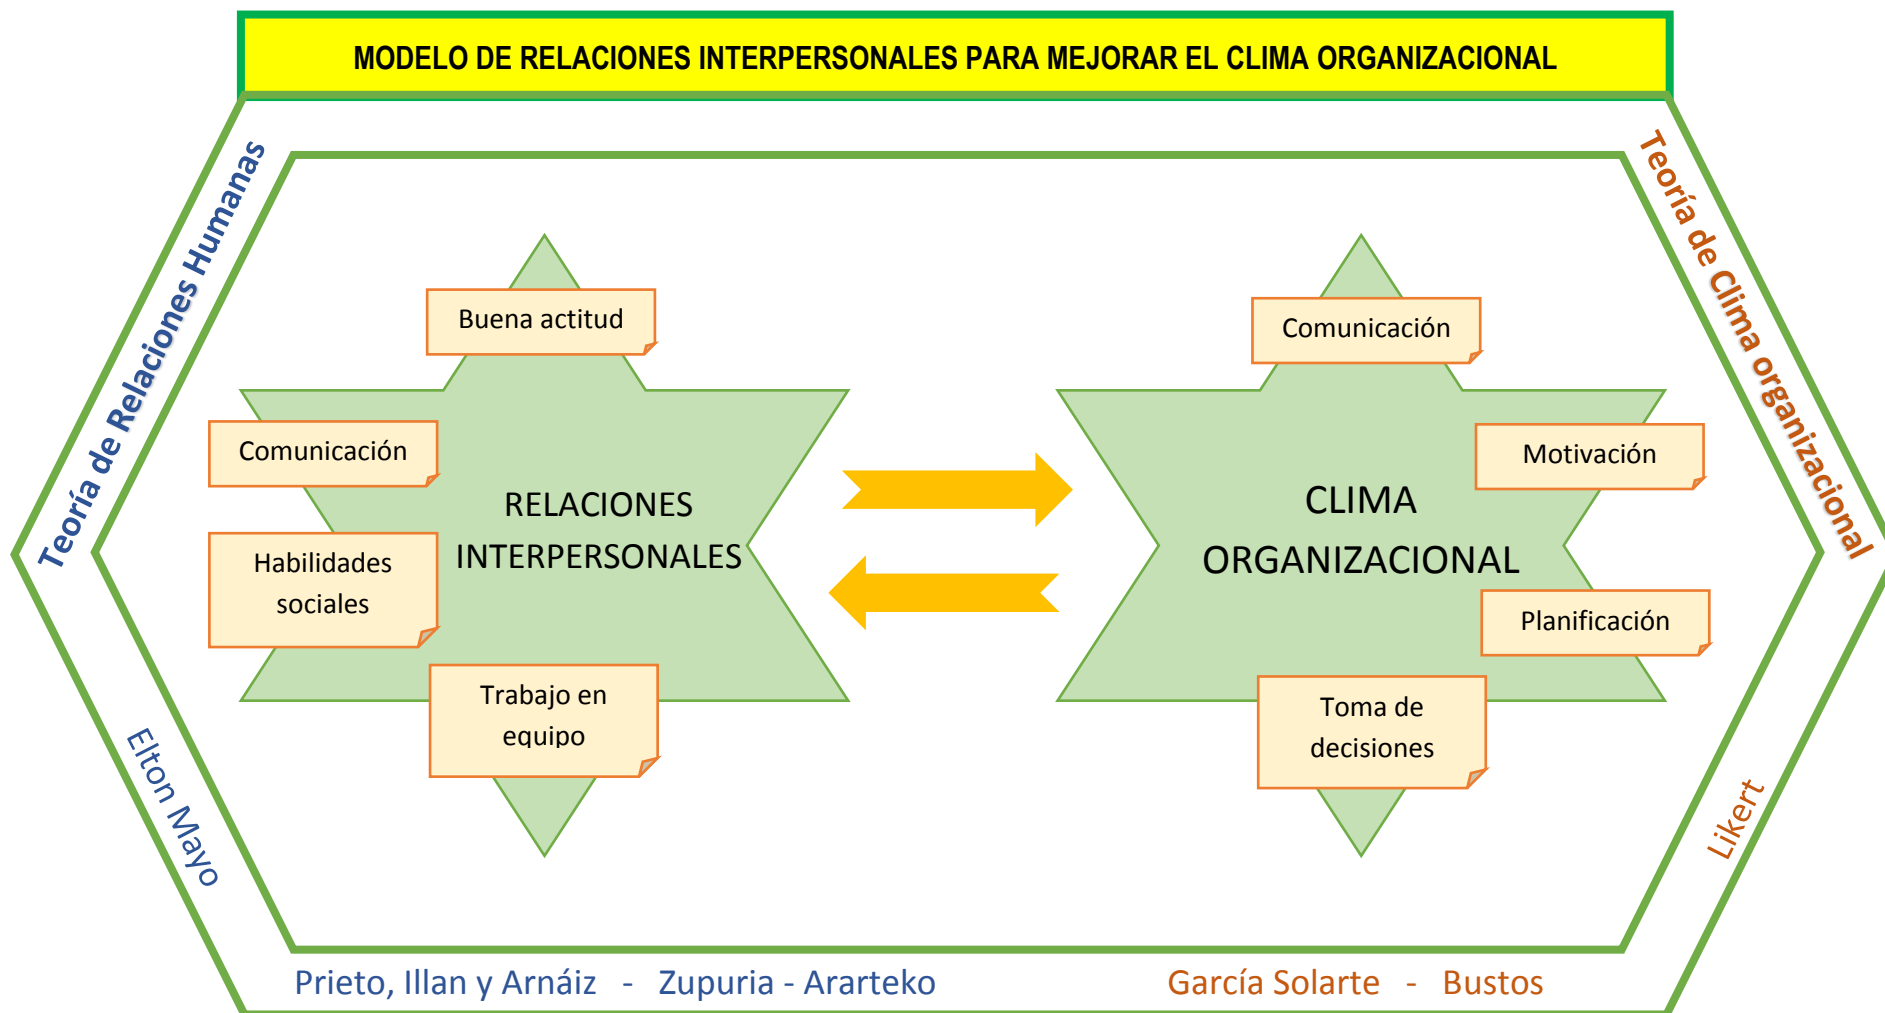 MODELO DE RELACIONES INTERPERSONALES PARA MEJORAR EL CLIMA ORGANIZACIONAL
Teoría de Relaciones Humanas
Elton Mayo
Buena actitud
Comunicación
Habilidades
sociales
Trabajo en
equipo
RELACIONES
INTERPERSONALES
Comunicación
Motivación
Planificación
Toma de
decisiones
CLIMA
ORGANIZACIONAL
Teoría de Clima organizacional
Likert
Prieto, Illan y Arnáiz - Zupuria - Ararteko
García Solarte - Bustos